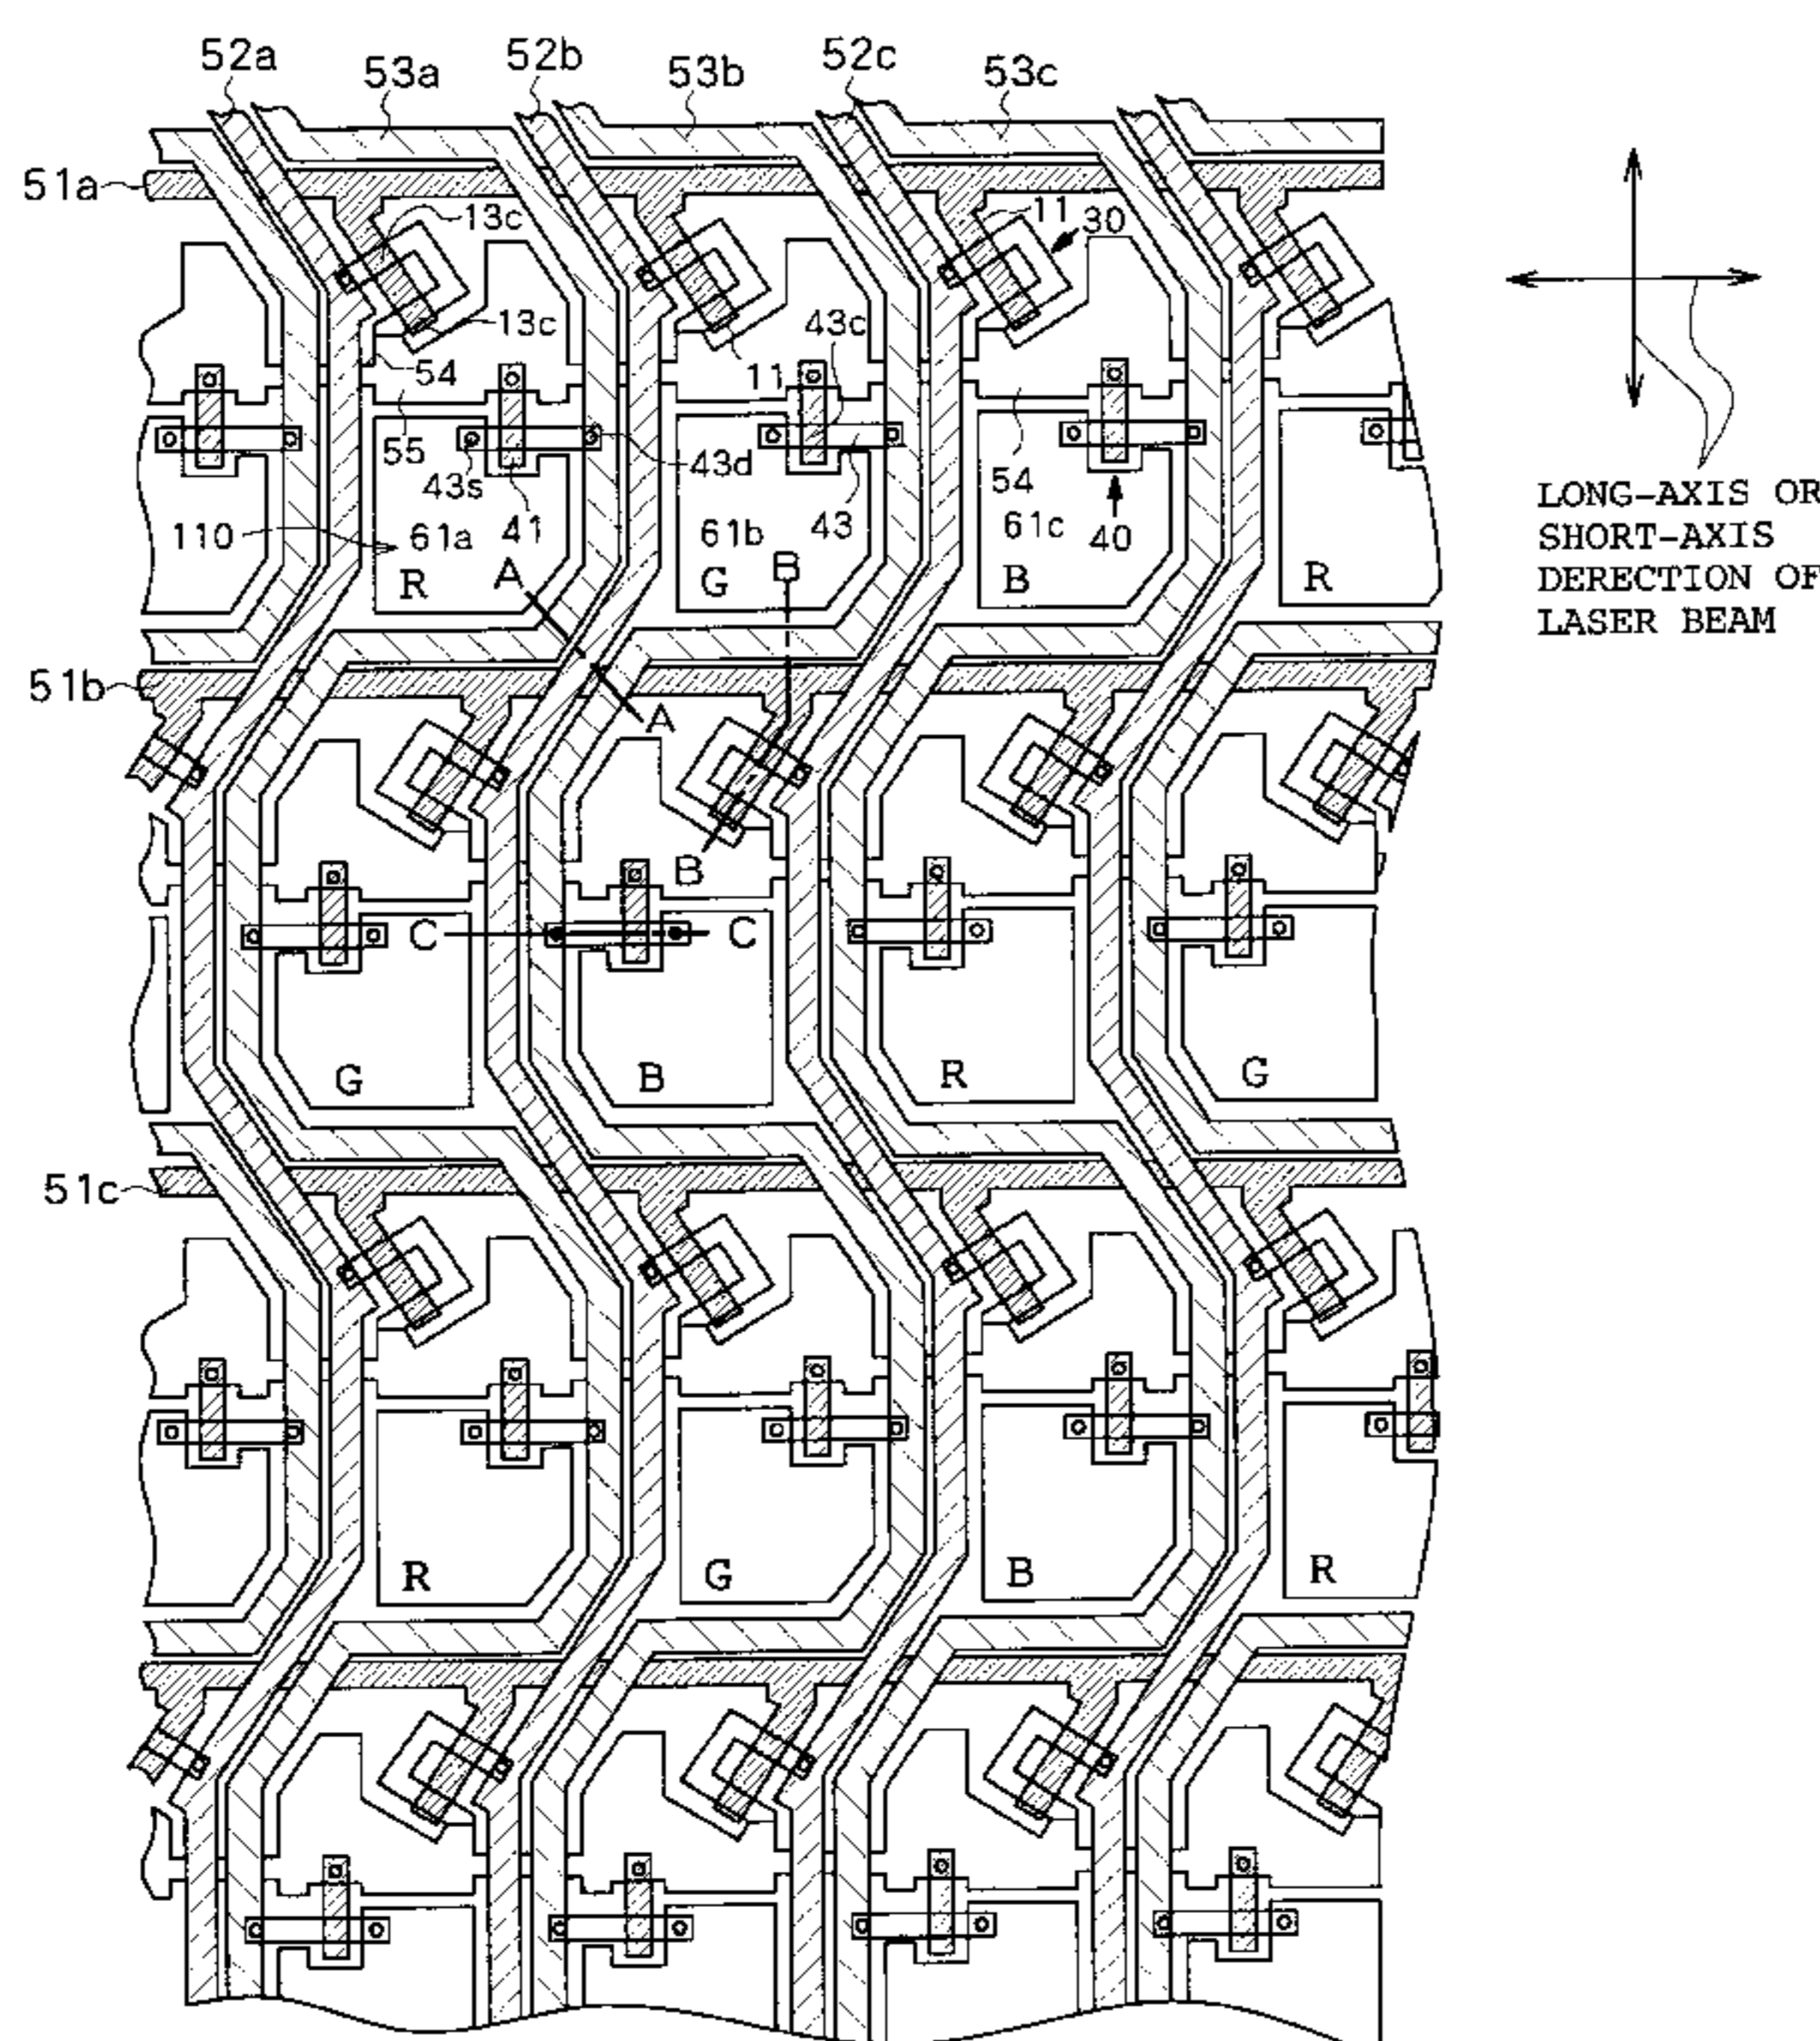 52a 53a 52b 53b 52c 53c
51a
13c 11 30
13c 43c
54 11
55 43d 54
43s
110 61a 41 61b 43 61c 40
A B
R G B R
LONG-AXIS OR
SHORT-AXIS
DERECTION OF
LASER BEAM
51b
A
B
C C
G B R G
51c
R G B R